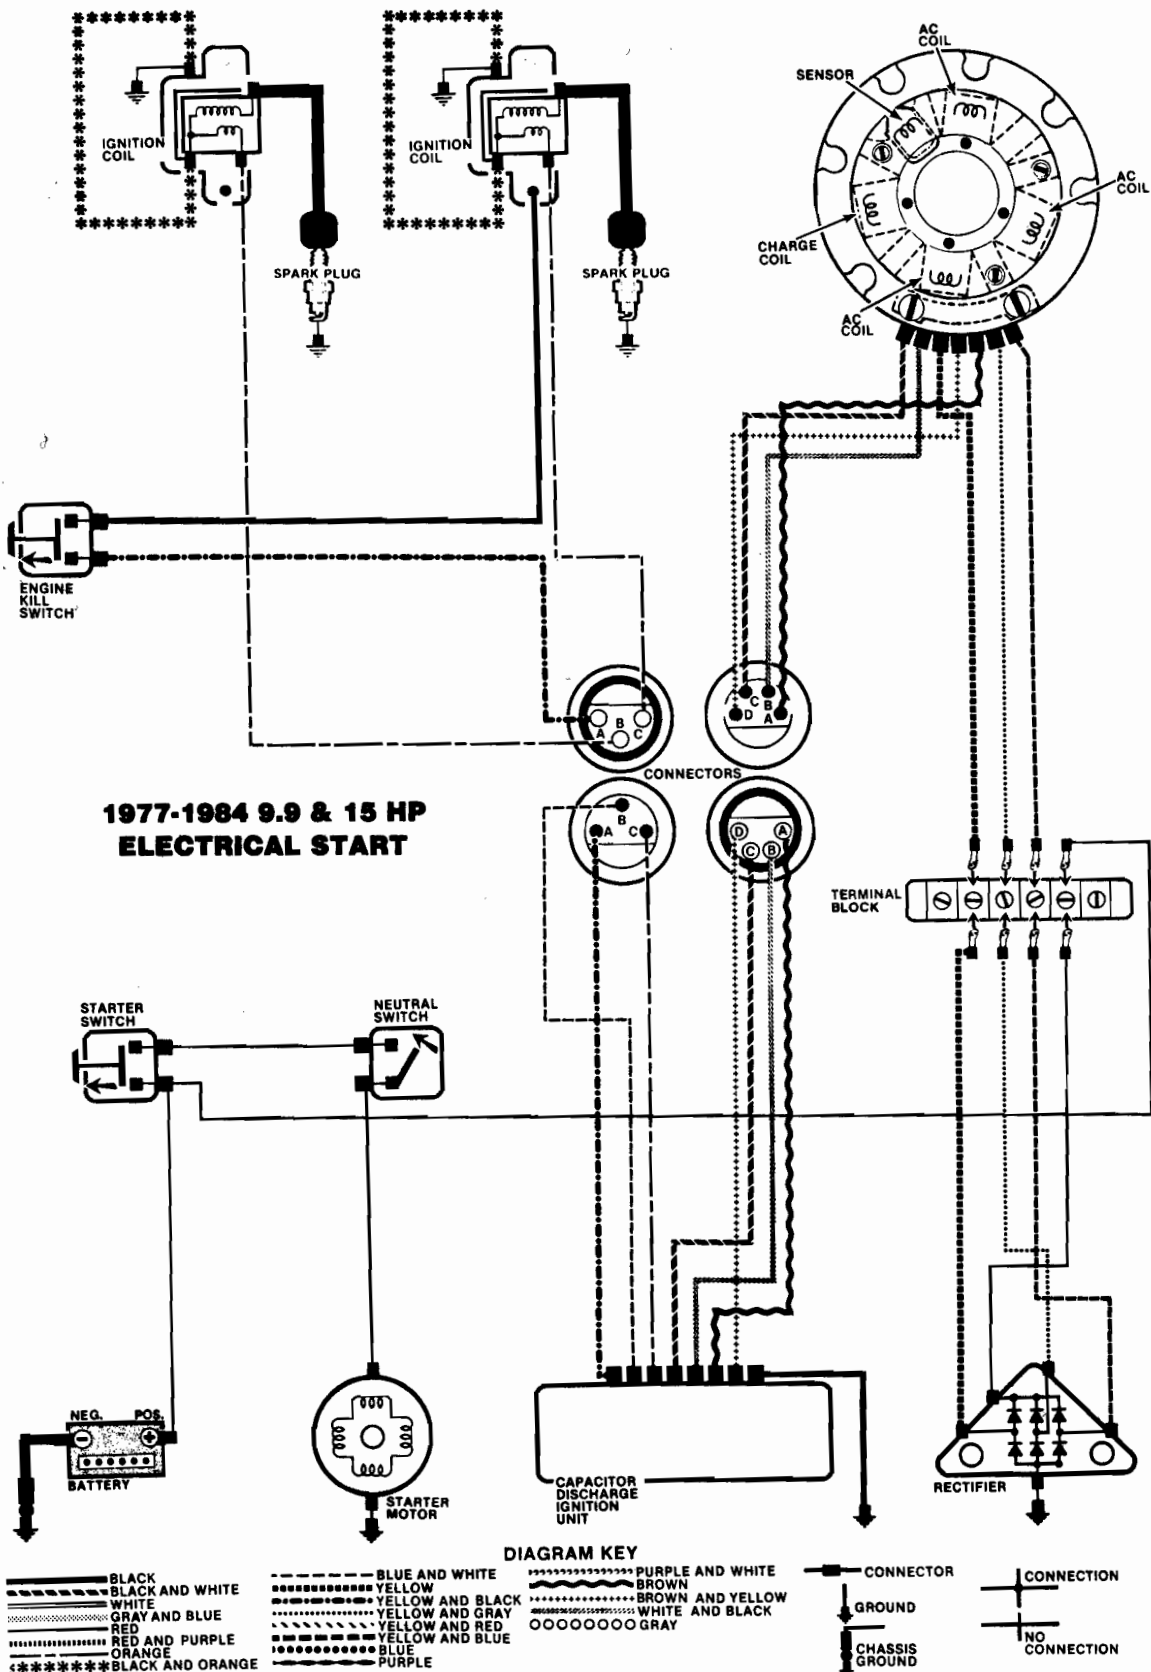 AC
COIL
SENSOR
IGNITION
COIL
IGNITION
COIL
AC
COIL
CHARGE
COIL
SPARK PLUG
SPARK PLUG
AC
COIL
ENGINE
KILL
SWITCH
A
B
C
C
B
D
A
CONNECTORS
1977-1984 9.9 & 15 HP
ELECTRICAL START
B
A
C
D
A
C
B
TERMINAL
BLOCK
STARTER
SWITCH
NEUTRAL
SWITCH
NEG.
POS.
BATTERY
STARTER
MOTOR
CAPACITOR
DISCHARGE
IGNITION
UNIT
RECTIFIER
DIAGRAM KEY
BLACK
BLACK AND WHITE
WHITE
GRAY AND BLUE
RED
RED AND PURPLE
ORANGE
BLACK AND ORANGE
BLUE AND WHITE
YELLOW
YELLOW AND BLACK
YELLOW AND GRAY
YELLOW AND RED
YELLOW AND BLUE
BLUE
PURPLE
PURPLE AND WHITE
BROWN
BROWN AND YELLOW
WHITE AND BLACK
GRAY
CONNECTOR
GROUND
CHASSIS
GROUND
CONNECTION
NO
CONNECTION